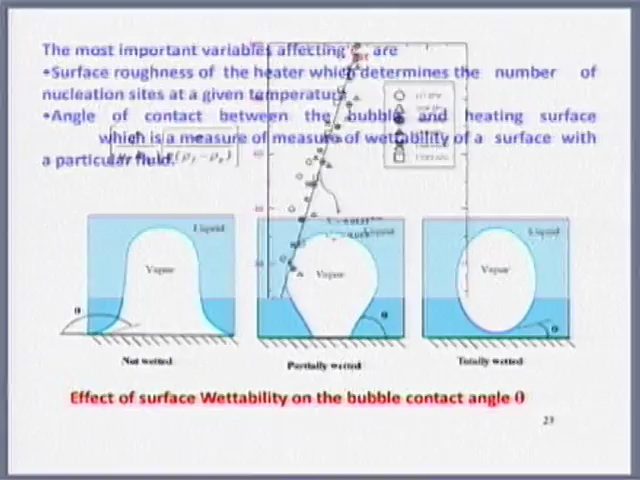 The most important variables affecting C are
•Surface roughness of the heater which determines the number of
nucleation sites at a given temperature.
•Angle of contact between the bubble and heating surface
which is a measure of measure of wettability of a surface with
a particular fluid.
Liquid
Vapor
θ
Not wetted
Liquid
Vapor
θ
Partially wetted
Liquid
Vapor
θ
Totally wetted
Effect of surface Wettability on the bubble contact angle θ
23